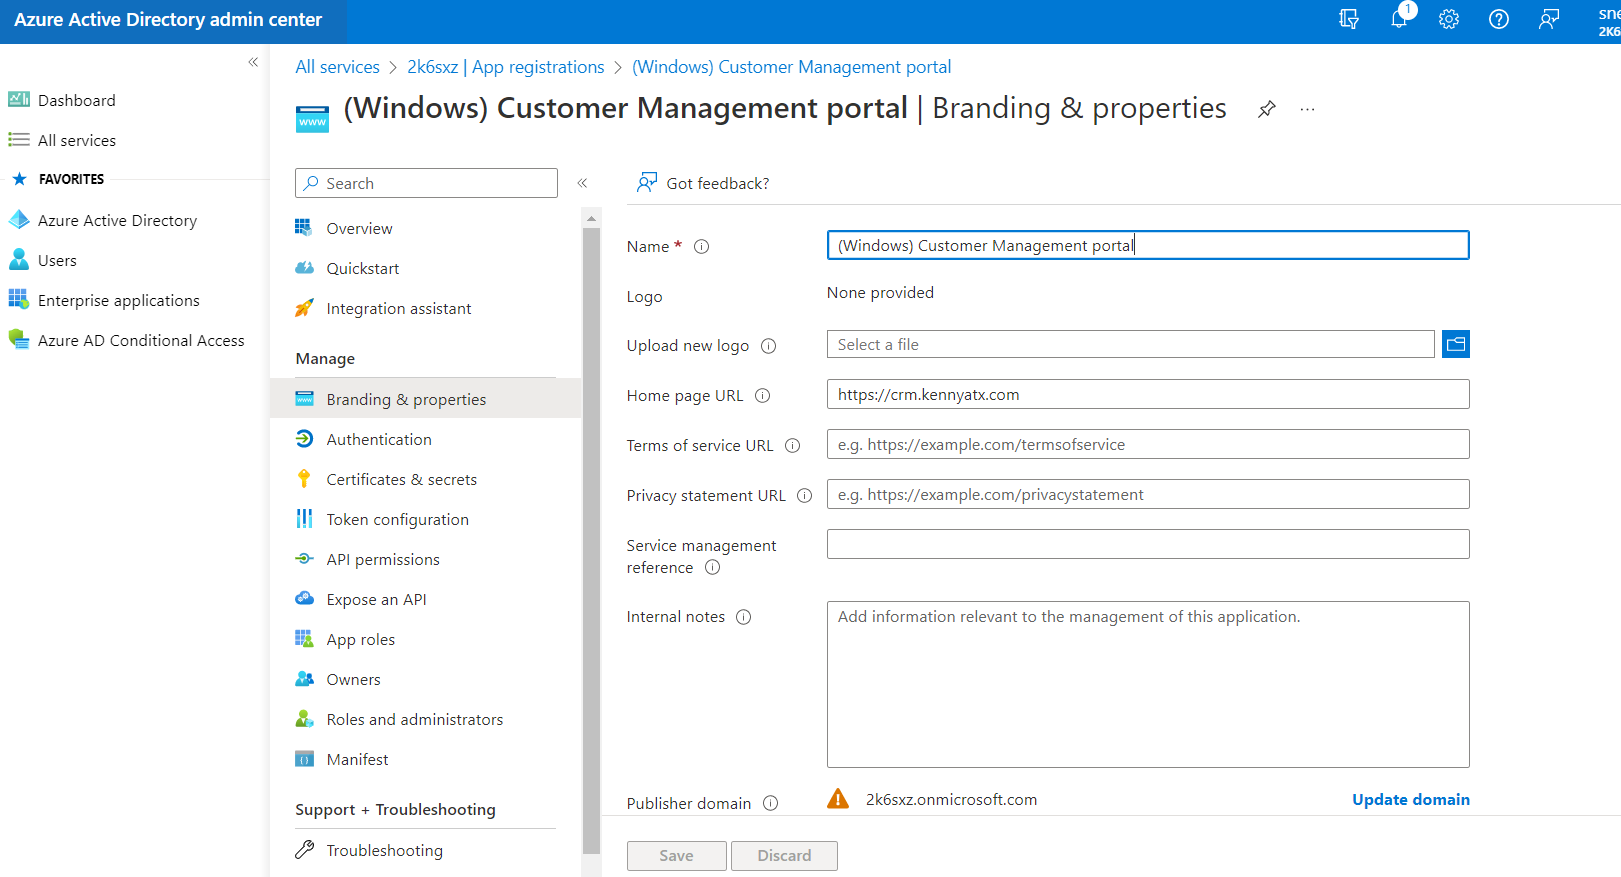 Azure Active Directory admin center
1
2K6
«
Dashboard
All services
FAVORITES
Azure Active Directory
Users
Enterprise applications
Azure AD Conditional Access
All services > 2k6sxz | App registrations > (Windows) Customer Management portal
(Windows) Customer Management portal | Branding & properties
...
Search
«
Overview
Quickstart
Integration assistant
Manage
Branding & properties
Authentication
Certificates & secrets
Token configuration
API permissions
Expose an API
App roles
Owners
Roles and administrators
Manifest
Support + Troubleshooting
Troubleshooting
Got feedback?
Name *
(Windows) Customer Management portal
Logo
None provided
Upload new logo
Select a file
Home page URL
https://crm.kennyatx.com
Terms of service URL
e.g. https://example.com/termsofservice
Privacy statement URL
e.g. https://example.com/privacystatement
Service management
reference
Internal notes
Add information relevant to the management of this application.
Publisher domain
2k6sxz.onmicrosoft.com
Update domain
Save
Discard